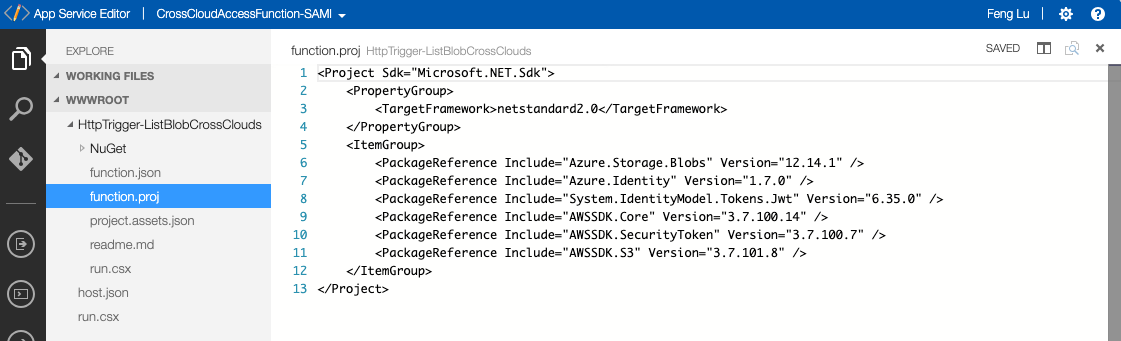 App Service Editor CrossCloudAccessFunction-SAMI Feng Lu
EXPLORE
WORKING FILES
WWWROOT
HttpTrigger-ListBlobCrossClouds
NuGet
function.json
function.proj
project.assets.json
readme.md
run.csx
host.json
run.csx
function.proj HttpTrigger-ListBlobCrossClouds SAVED
1 <Project Sdk="Microsoft.NET.Sdk">
2 <PropertyGroup>
3 <TargetFramework>netstandard2.0</TargetFramework>
4 </PropertyGroup>
5 <ItemGroup>
6 <PackageReference Include="Azure.Storage.Blobs" Version="12.14.1" />
7 <PackageReference Include="Azure.Identity" Version="1.7.0" />
8 <PackageReference Include="System.IdentityModel.Tokens.Jwt" Version="6.35.0" />
9 <PackageReference Include="AWSSDK.Core" Version="3.7.100.14" />
10 <PackageReference Include="AWSSDK.SecurityToken" Version="3.7.100.7" />
11 <PackageReference Include="AWSSDK.S3" Version="3.7.101.8" />
12 </ItemGroup>
13 </Project>